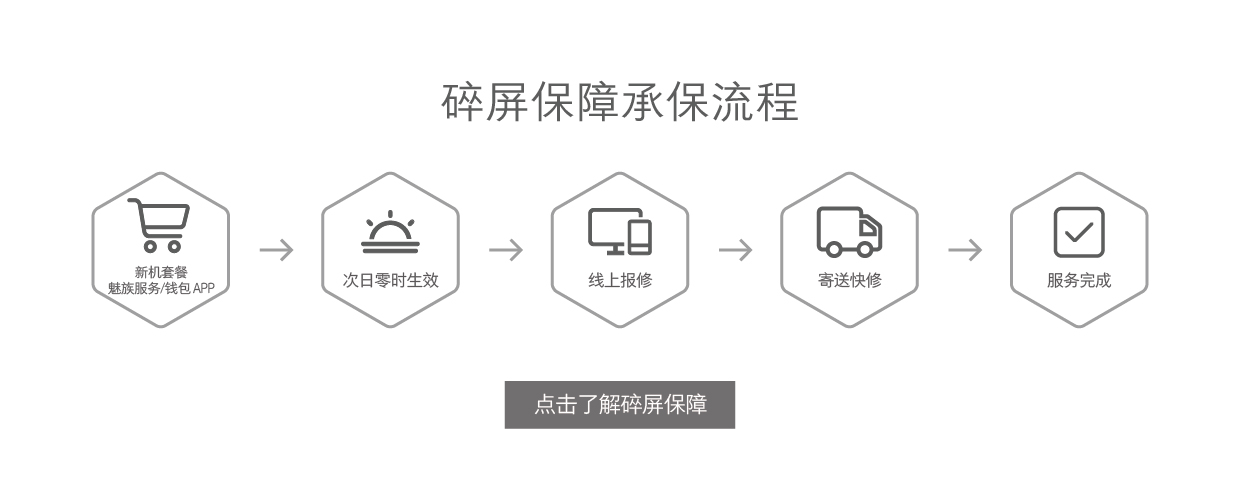 碎屏保障承保流程
新机套餐
魅族服务/钱包 APP
次日零时生效
线上报修
寄送快修
服务完成
点击了解碎屏保障